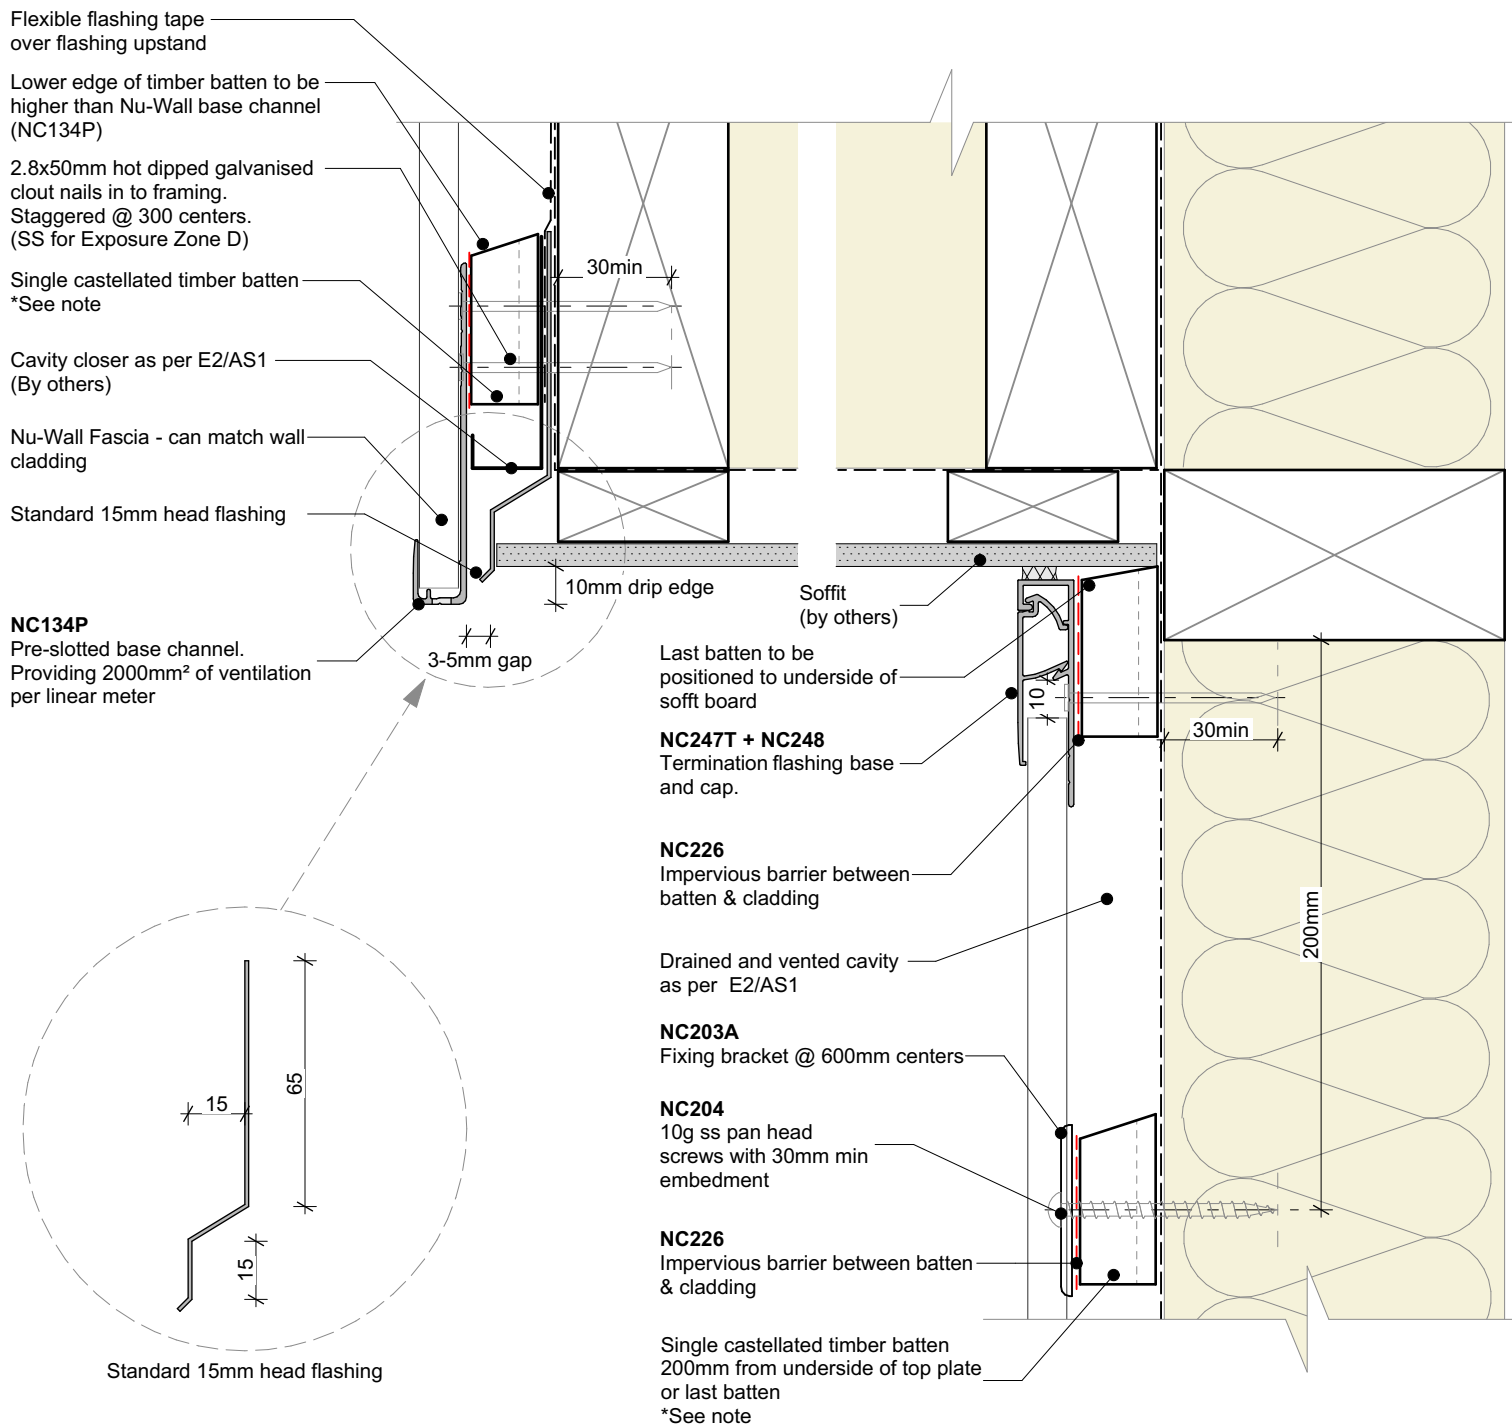 Flexible flashing tape
over flashing upstand
Lower edge of timber batten to be
higher than Nu-Wall base channel
(NC134P)
2.8x50mm hot dipped galvanised
clout nails in to framing.
Staggered @ 300 centers.
(SS for Exposure Zone D)
Single castellated timber batten
*See note
Cavity closer as per E2/AS1
(By others)
Nu-Wall Fascia - can match wall
cladding
Standard 15mm head flashing
NC134P
Pre-slotted base channel.
Providing 2000mm² of ventilation
per linear meter
30min
10mm drip edge
3-5mm gap
Soffit
(by others)
Last batten to be
positioned to underside of
sofft board
NC247T + NC248
Termination flashing base
and cap.
10
30min
NC226
Impervious barrier between
batten & cladding
200mm
Drained and vented cavity
as per E2/AS1
NC203A
Fixing bracket @ 600mm centers
NC204
10g ss pan head
screws with 30mm min
embedment
NC226
Impervious barrier between batten
& cladding
Single castellated timber batten
200mm from underside of top plate
or last batten
*See note
15
65
15
Standard 15mm head flashing